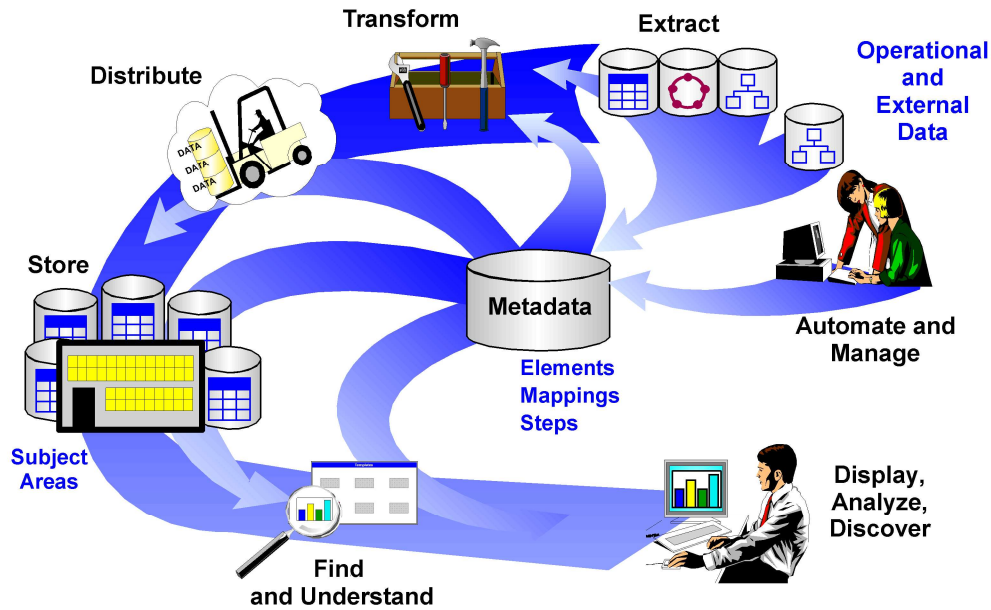 Transform
Extract
Operational
and
External
Data
Distribute
DATA
DATA
DATA
Store
Metadata
Elements
Mappings
Steps
Automate and
Manage
Subject
Areas
Templates
Display,
Analyze,
Discover
Find
and Understand